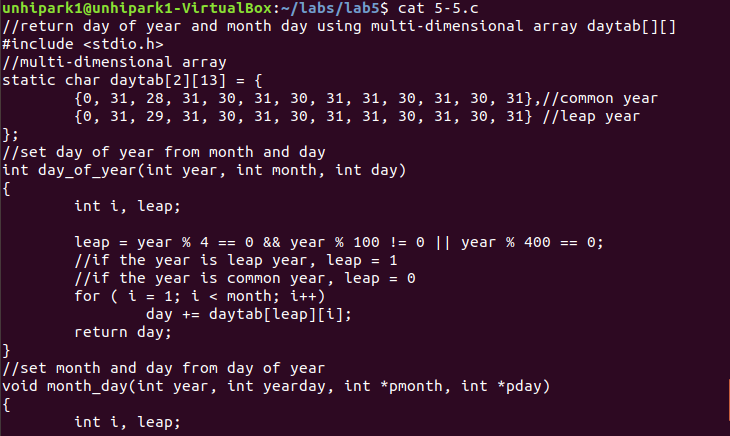 unhipark1@unhipark1-VirtualBox:~/labs/lab5$ cat 5-5.c
//return day of year and month day using multi-dimensional array daytab[][]
#include <stdio.h>
//multi-dimensional array
static char daytab[2][13] = {
        {0, 31, 28, 31, 30, 31, 30, 31, 31, 30, 31, 30, 31},//common year
        {0, 31, 29, 31, 30, 31, 30, 31, 31, 30, 31, 30, 31} //leap year
};
//set day of year from month and day
int day_of_year(int year, int month, int day)
{
        int i, leap;

        leap = year % 4 == 0 && year % 100 != 0 || year % 400 == 0;
        //if the year is leap year, leap = 1
        //if the year is common year, leap = 0
        for ( i = 1; i < month; i++)
                day += daytab[leap][i];
        return day;
}
//set month and day from day of year
void month_day(int year, int yearday, int *pmonth, int *pday)
{
        int i, leap;